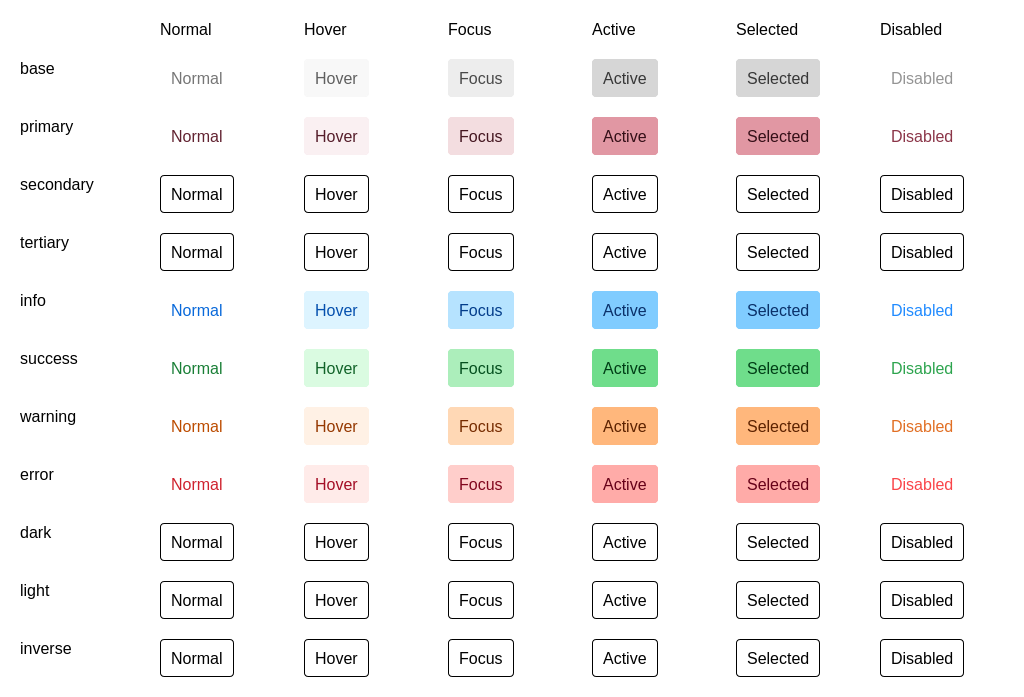 Normal Hover Focus Active Selected Disabled
base Normal Hover Focus Active Selected Disabled
primary Normal Hover Focus Active Selected Disabled
secondary Normal Hover Focus Active Selected Disabled
tertiary Normal Hover Focus Active Selected Disabled
info Normal Hover Focus Active Selected Disabled
success Normal Hover Focus Active Selected Disabled
warning Normal Hover Focus Active Selected Disabled
error Normal Hover Focus Active Selected Disabled
dark Normal Hover Focus Active Selected Disabled
light Normal Hover Focus Active Selected Disabled
inverse Normal Hover Focus Active Selected Disabled